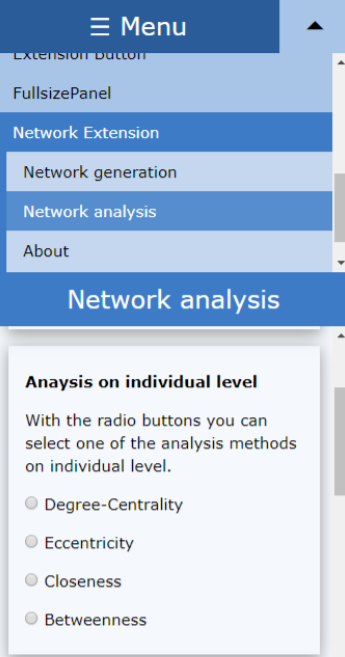 ☰ Menu
Extension Button
FullsizePanel
Network Extension
Network generation
Network analysis
About
Network analysis
Anaysis on individual level
With the radio buttons you can
select one of the analysis methods
on individual level.
Degree-Centrality
Eccentricity
Closeness
Betweenness